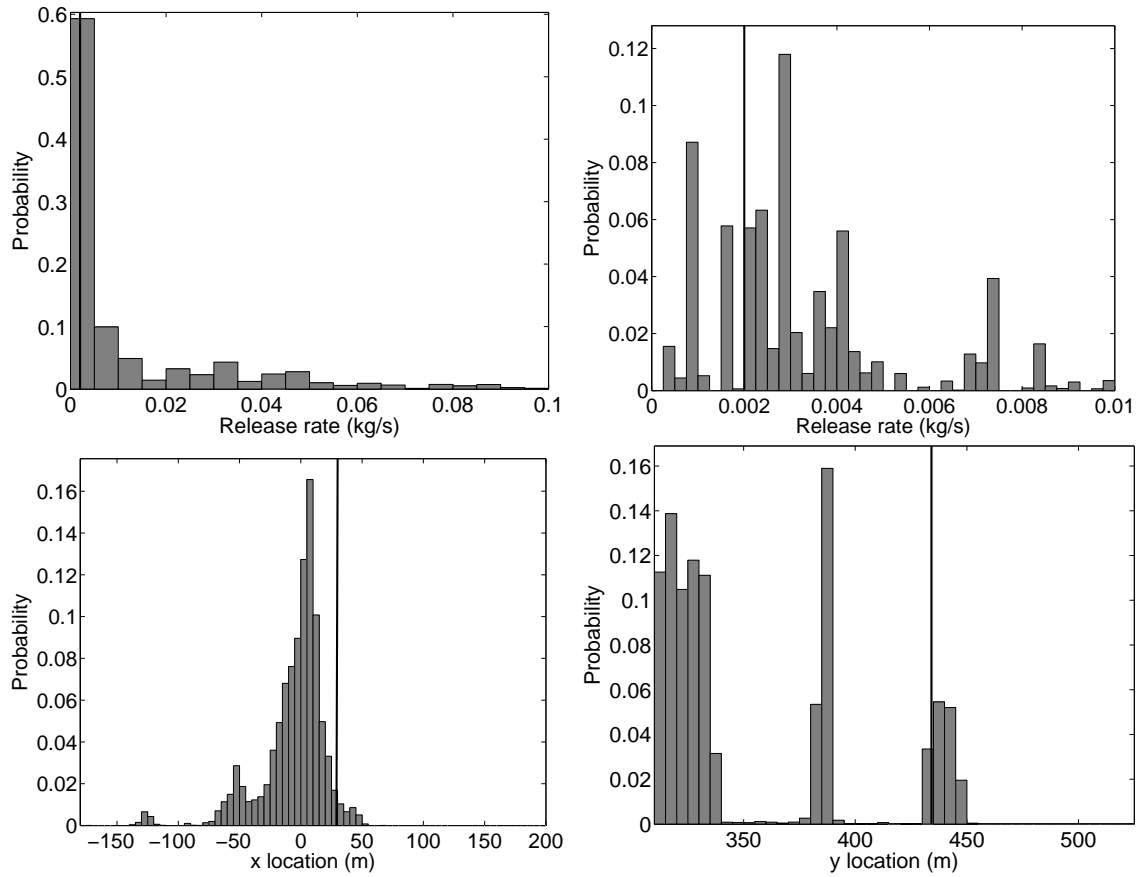 0.6
0.5
0.4
0.3
0.2
0.1
0
Probability
0 0.02 0.04 0.06 0.08 0.1
Release rate (kg/s)
0.12
0.1
0.08
0.06
0.04
0.02
0
Probability
0 0.002 0.004 0.006 0.008 0.01
Release rate (kg/s)
0.16
0.14
0.12
0.1
0.08
0.06
0.04
0.02
0
Probability
−150 −100 −50 0 50 100 150 200
x location (m)
0.16
0.14
0.12
0.1
0.08
0.06
0.04
0.02
0
Probability
350 400 450 500
y location (m)